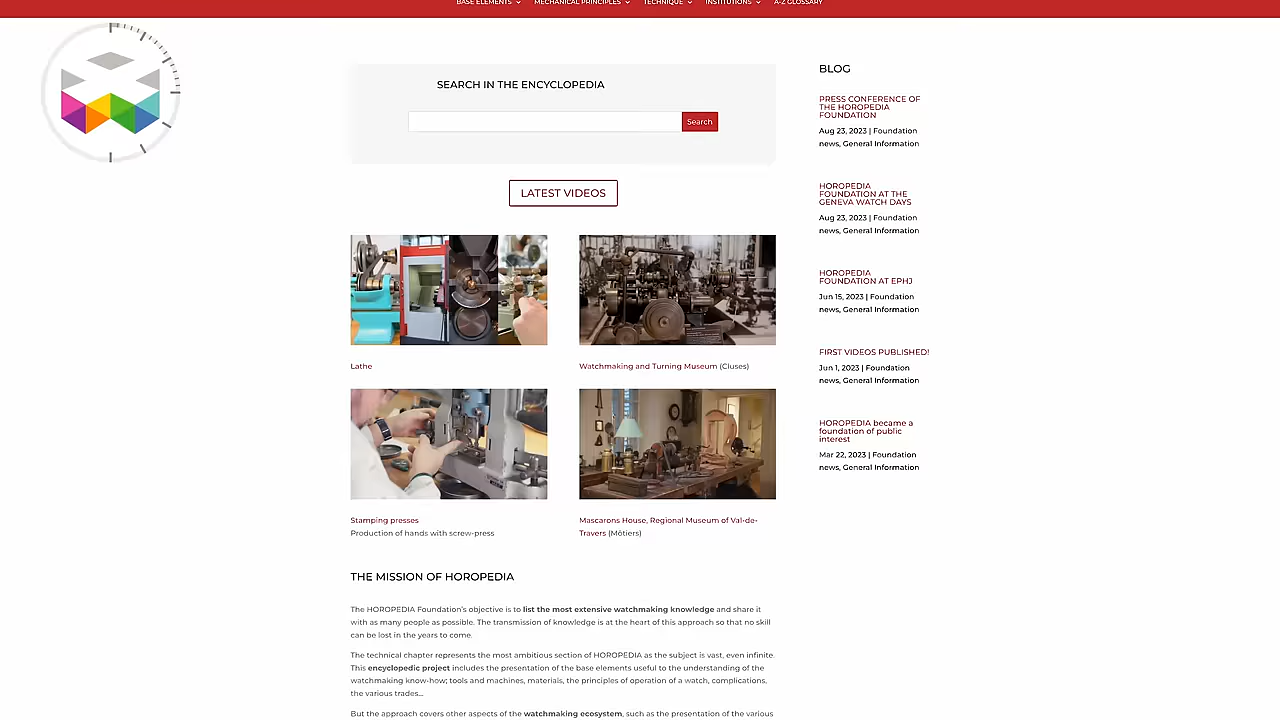 BASE ELEMENTS
MECHANICAL PRINCIPLES
TECHNIQUE
INSTITUTIONS
A-Z GLOSSARY
SEARCH IN THE ENCYCLOPEDIA
Search
LATEST VIDEOS
Lathe
Watchmaking and Turning Museum (Cluses)
Stamping presses
Production of hands with screw-press
Mascarons House, Regional Museum of Val-de-
Travers (Môtiers)
THE MISSION OF HOROPEDIA
The HOROPEDIA Foundation's objective is to list the most extensive watchmaking knowledge and share it
with as many people as possible. The transmission of knowledge is at the heart of this approach so that no skill
can be lost in the years to come.
The technical chapter represents the most ambitious section of HOROPEDIA as the subject is vast, even infinite.
This encyclopedic project includes the presentation of the base elements useful to the understanding of the
watchmaking know-how; tools and machines, materials, the principles of operation of a watch, complications,
the various trades...
But the approach covers other aspects of the watchmaking ecosystem, such as the presentation of the various
BLOG
PRESS CONFERENCE OF
THE HOROPEDIA
FOUNDATION
Aug 23, 2023 | Foundation
news, General Information
HOROPEDIA
FOUNDATION AT THE
GENEVA WATCH DAYS
Aug 23, 2023 | Foundation
news, General Information
HOROPEDIA
FOUNDATION AT EPHJ
Jun 15, 2023 | Foundation
news, General Information
FIRST VIDEOS PUBLISHED!
Jun 1, 2023 | Foundation
news, General Information
HOROPEDIA became a
foundation of public
interest
Mar 22, 2023 | Foundation
news, General Information